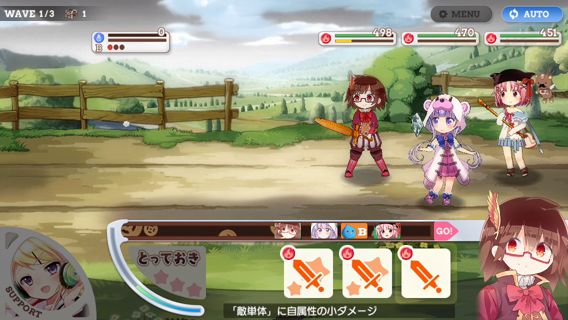 WAVE 1/3 1
MENU
AUTO
0
B
498
470
451
B
GO!
SUPPORT
とっておき
「敵単体」に自属性の小ダメージ